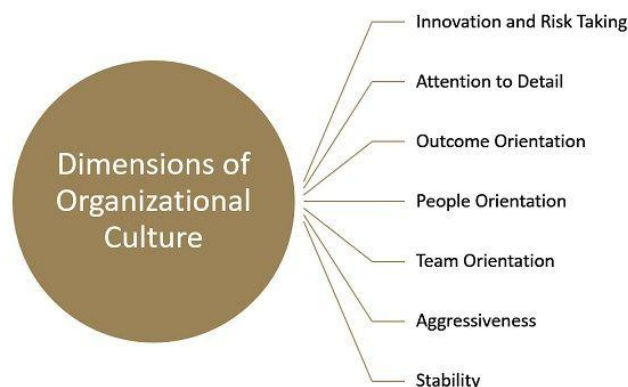 Dimensions of
Organizational
Culture
Innovation and Risk Taking
Attention to Detail
Outcome Orientation
People Orientation
Team Orientation
Aggressiveness
Stability